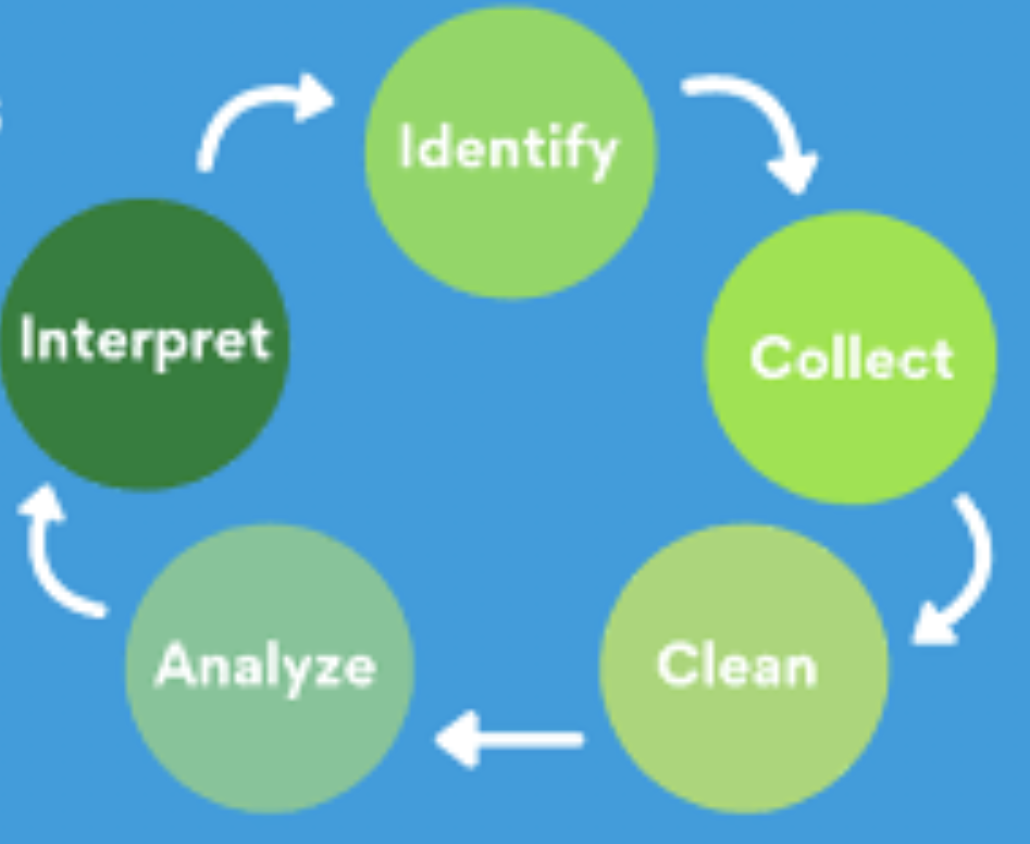 Identify
Collect
Clean
Analyze
Interpret